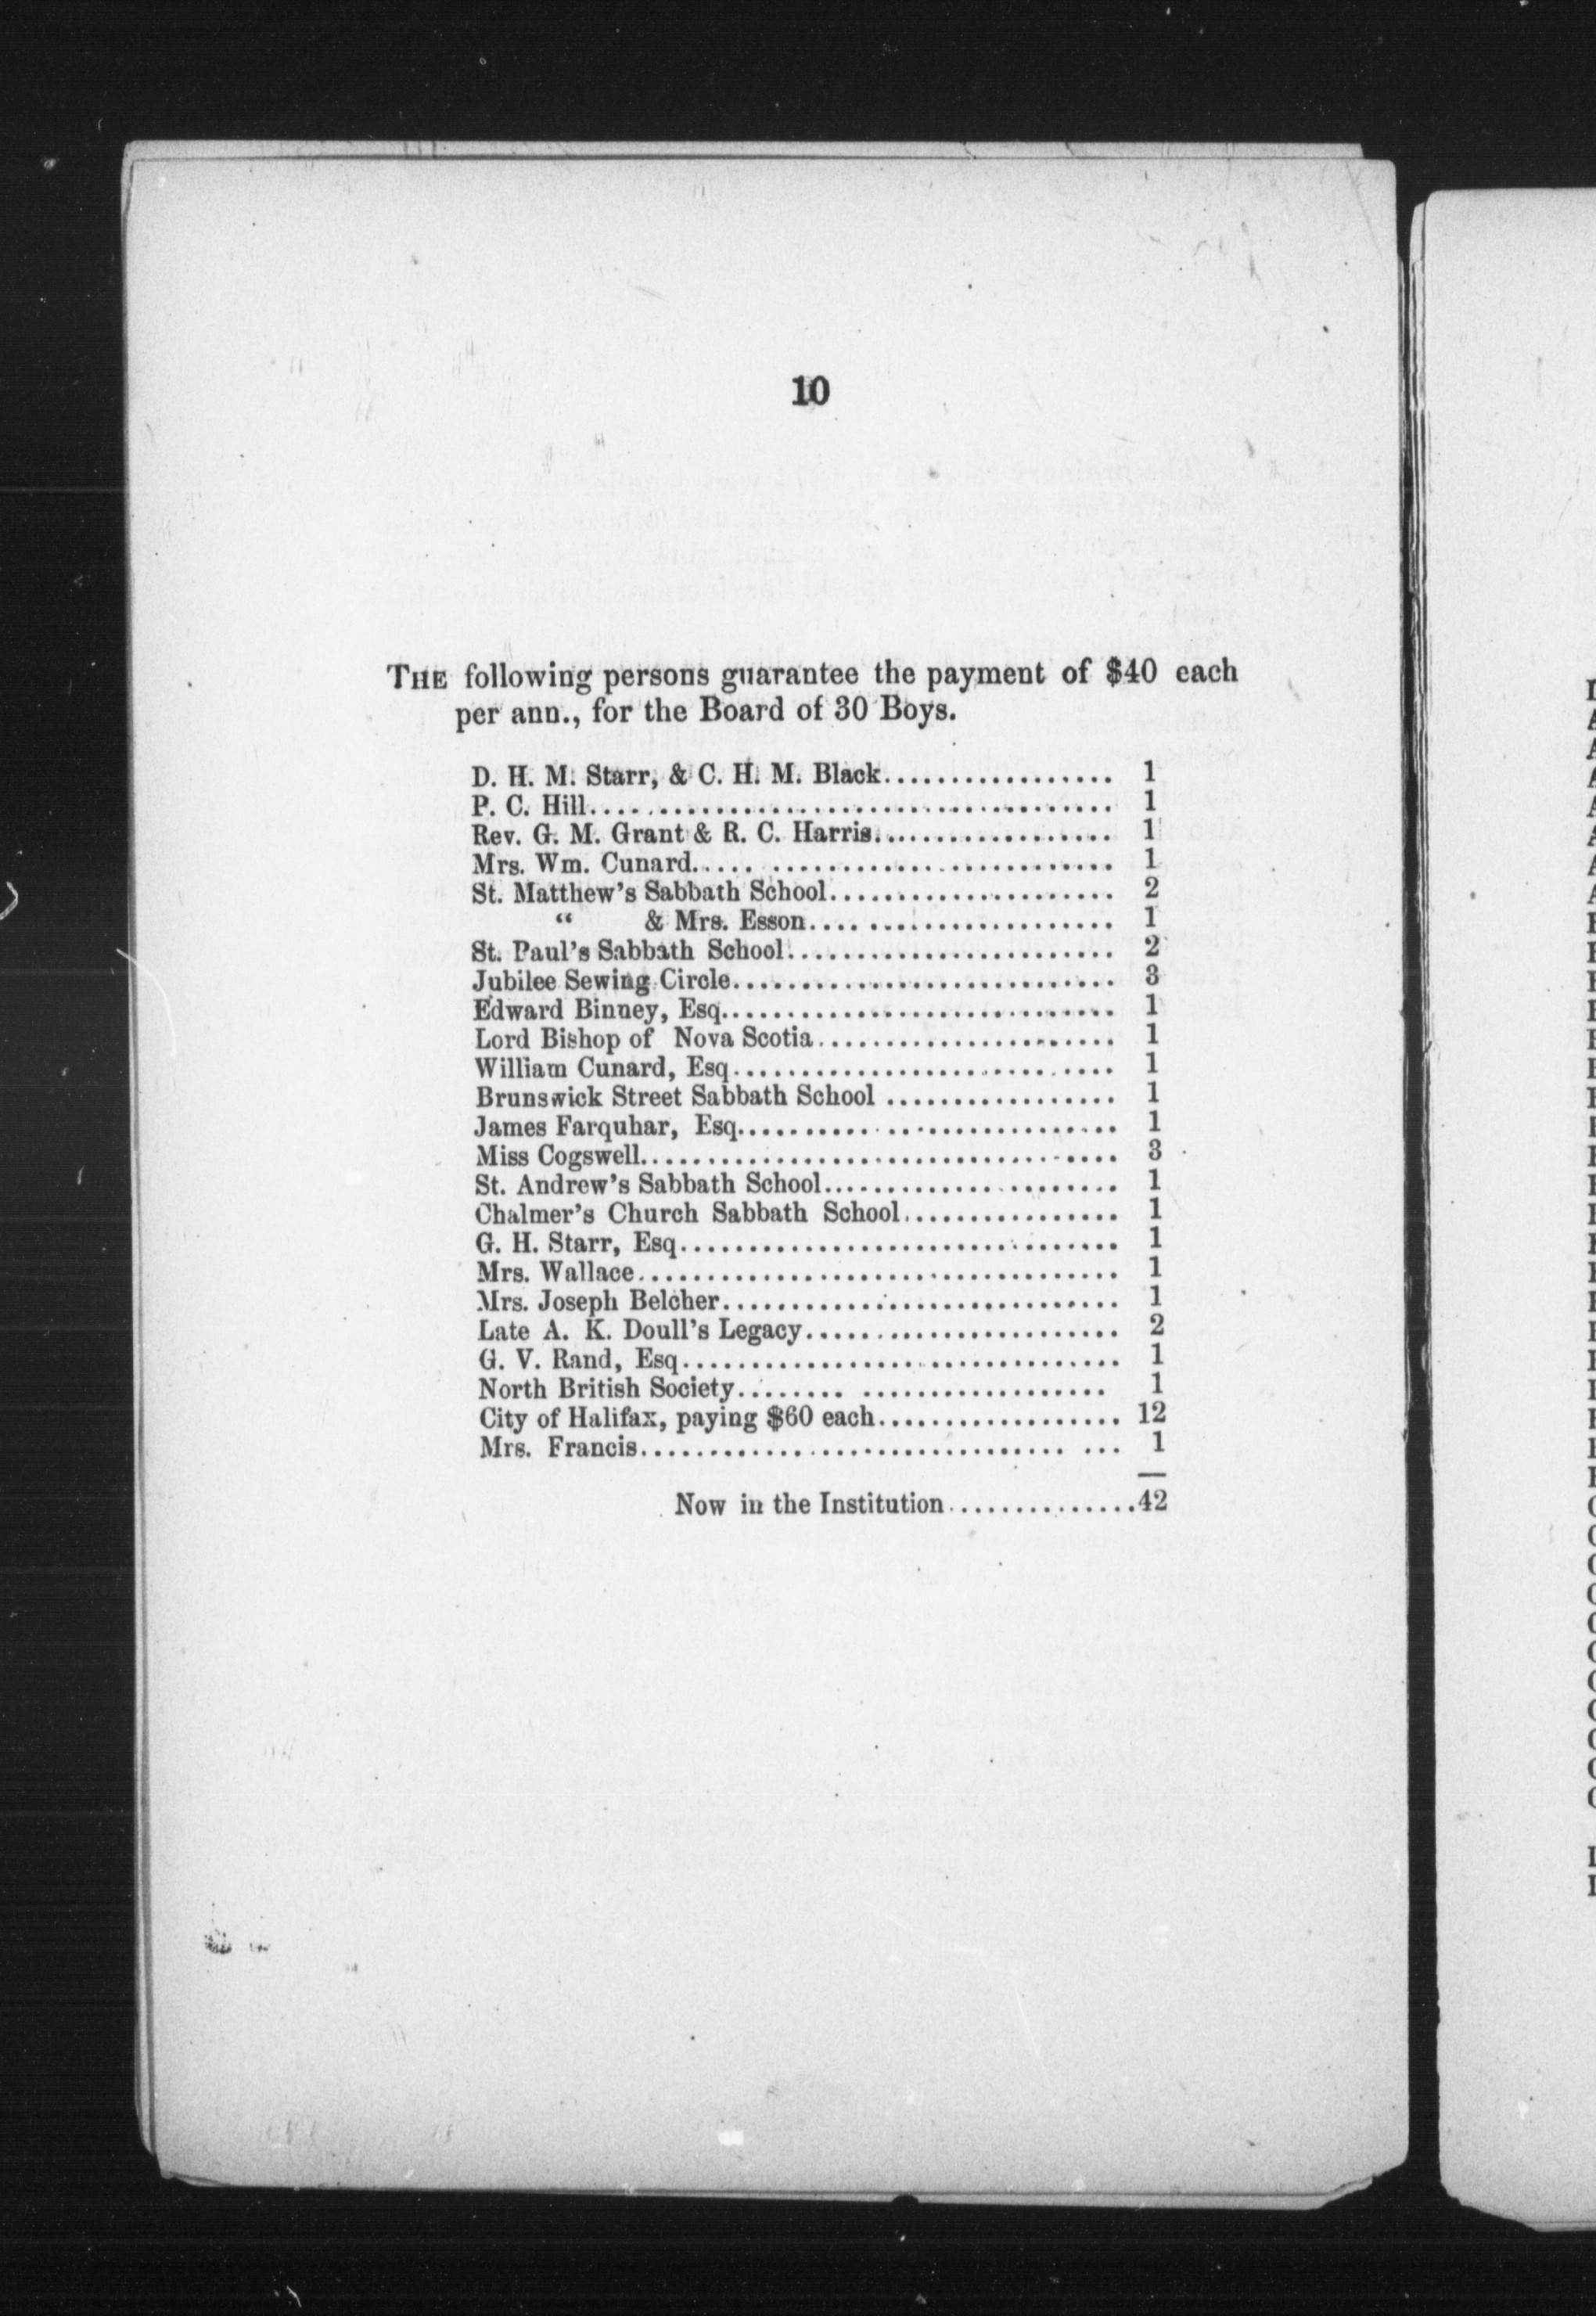 10
THE following persons guarantee the payment of $40 each
per ann., for the Board of 30 Boys.
D. H. M. Starr, & C. H. M. Black................. 1
P. C. Hill....................................... 1
Rev. G. M. Grant & R. C. Harris.................. 1
Mrs. Wm. Cunard..... .......................... 1
St. Matthew's Sabbath School..................... 2
“ & Mrs. Esson.... .................. 1
St. Paul's Sabbath School........................ 2
Jubilee Sewing Circle............................ 3
Edward Binney, Esq............................. 1
Lord Bishop of Nova Scotia...................... 1
William Cunard, Esq............................ 1
Brunswick Street Sabbath School ................. 1
James Farquhar, Esq............................ 1
Miss Cogswell................................... 3
St. Andrew's Sabbath School...................... 1
Chalmer's Church Sabbath School................ 1
G. H. Starr, Esq................................ 1
Mrs. Wallace.................................... 1
Mrs. Joseph Belcher............................. 1
Late A. K. Doull's Legacy....................... 2
G. V. Rand, Esq................................ 1
North British Society........ .................. 1
City of Halifax, paying $60 each.................. 12
Mrs. Francis............................... ... 1
Now in the Institution..............42